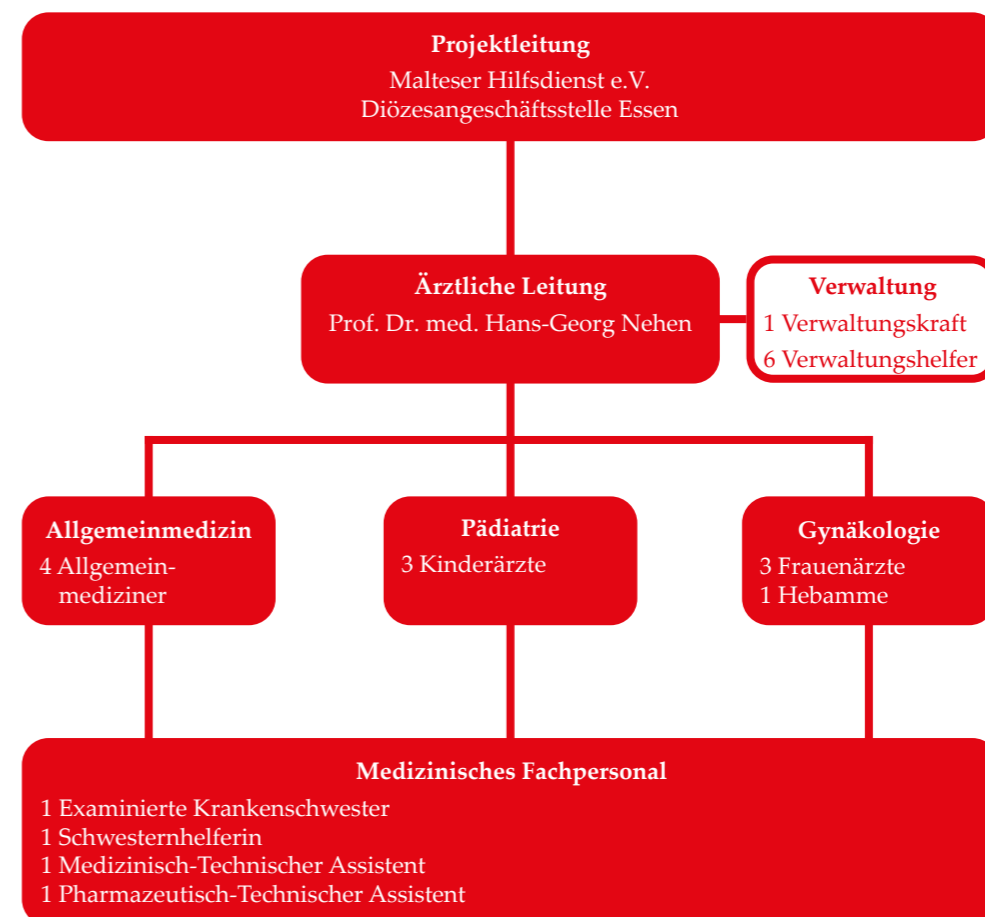 Projektleitung
Malteser Hilfsdienst e.V.
Diözesangeschäftsstelle Essen
Ärztliche Leitung
Prof. Dr. med. Hans-Georg Nehen
Verwaltung
1 Verwaltungskraft
6 Verwaltungshelfer
Allgemeinmedizin
4 Allgemein-
mediziner
Pädiatrie
3 Kinderärzte
Gynäkologie
3 Frauenärzte
1 Hebamme
Medizinisches Fachpersonal
1 Examinierte Krankenschwester
1 Schwesternhelferin
1 Medizinisch-Technischer Assistent
1 Pharmazeutisch-Technischer Assistent